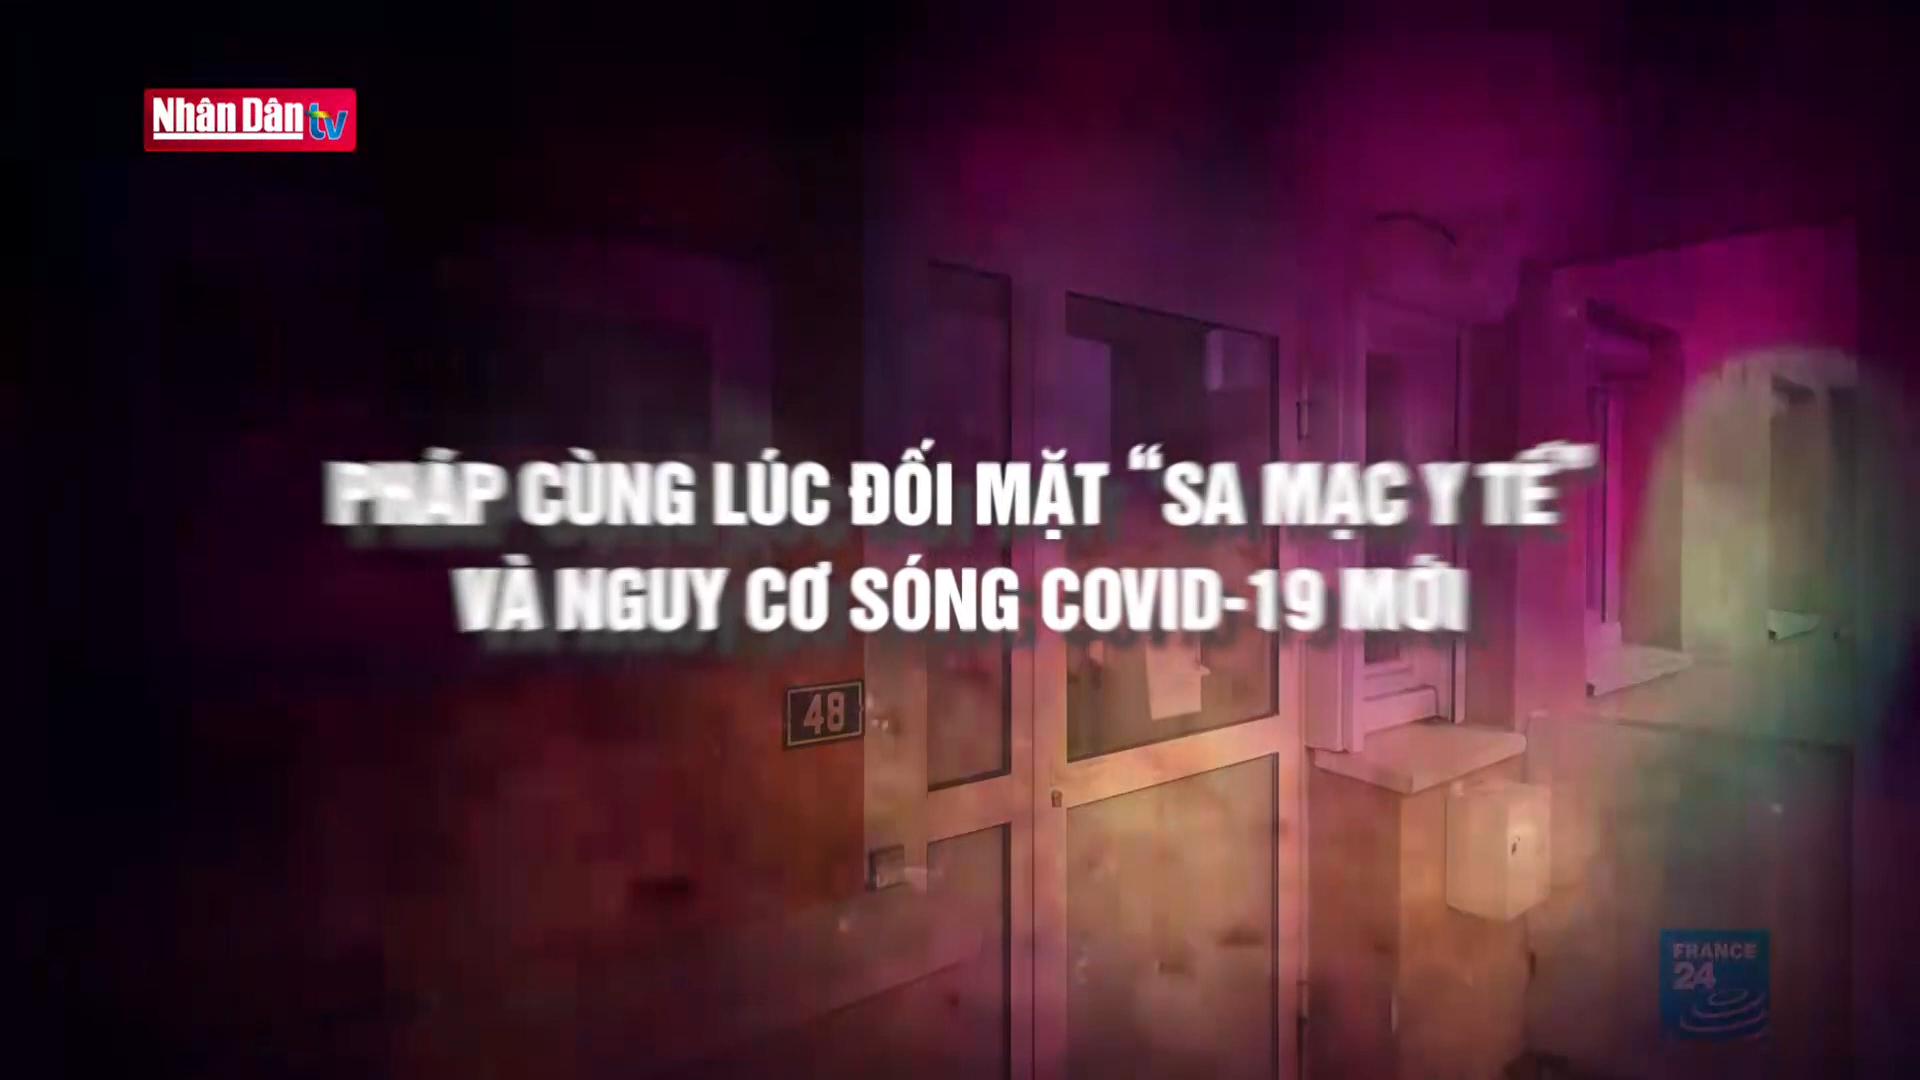 Nhân Dân tv
PHÁP CÙNG LÚC ĐỐI MẶT “SA MẠC Y TẾ”
VÀ NGUY CƠ SÓNG COVID-19 MỚI
48
FRANCE
24